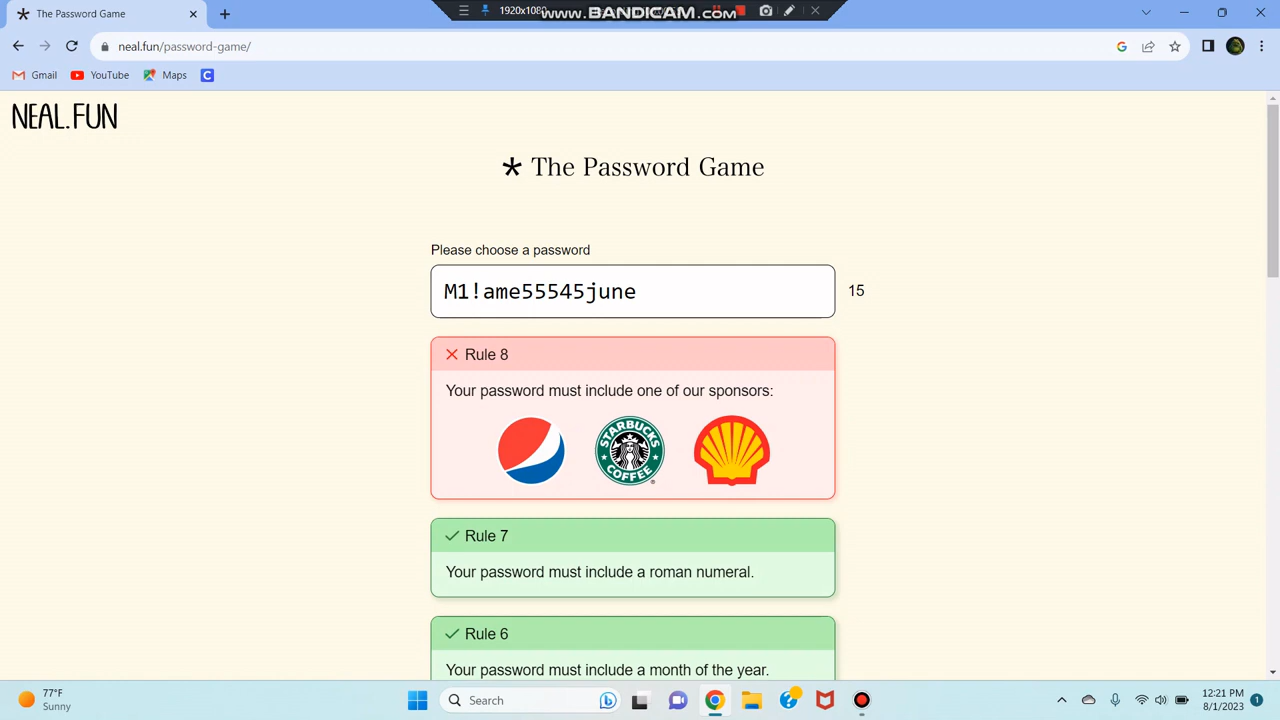 The Password Game
1920x1080
www.BANDICAM.com
neal.fun/password-game/
Gmail YouTube Maps C
NEAL.FUN
* The Password Game
Please choose a password
M1!ame55545june 15
Rule 8
Your password must include one of our sponsors:
STARBUCKS
COFFEE
Rule 7
Your password must include a roman numeral.
Rule 6
Your password must include a month of the year.
77°F
Sunny
Search
12:21 PM
8/1/2023
1